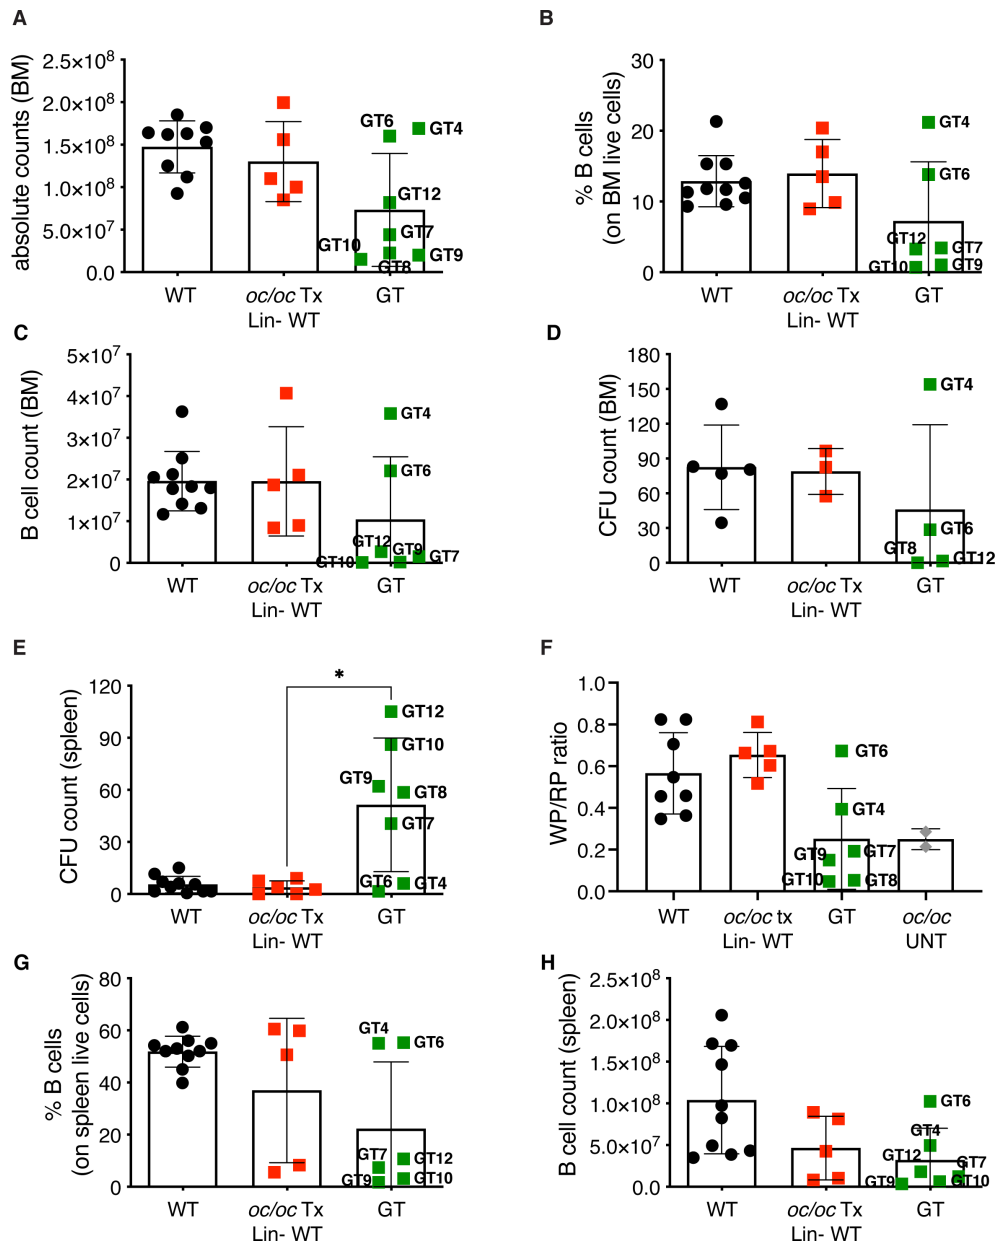 A
absolute counts (BM)
2.5×10⁸
2.0×10⁸
1.5×10⁸
1.0×10⁸
5.0×10⁷
0.0
GT6
GT4
GT12
GT7
GT10
GT9
GT8
WT
oc/oc Tx
Lin- WT
GT
B
% B cells
(on BM live cells)
30
20
10
0
GT4
GT6
GT12
GT7
GT10
GT9
WT
oc/oc Tx
Lin- WT
GT
C
B cell count (BM)
5×10⁷
4×10⁷
3×10⁷
2×10⁷
1×10⁷
0
GT4
GT6
GT12
GT9
GT7
GT10
WT
oc/oc Tx
Lin- WT
GT
D
CFU count (BM)
180
150
120
90
60
30
0
GT4
GT6
GT8
GT12
WT
oc/oc Tx
Lin- WT
GT
E
CFU count (spleen)
120
90
60
30
0
*
GT12
GT10
GT9
GT8
GT7
GT6
GT4
WT
oc/oc Tx
Lin- WT
GT
F
WP/RP ratio
1.0
0.8
0.6
0.4
0.2
0.0
GT6
GT4
GT9
GT7
GT10
GT8
WT
oc/oc tx
Lin- WT
GT
oc/oc
UNT
G
% B cells
(on spleen live cells)
80
60
40
20
0
GT4
GT6
GT7
GT12
GT9
GT10
WT
oc/oc Tx
Lin- WT
GT
H
B cell count (spleen)
2.5×10⁸
2.0×10⁸
1.5×10⁸
1.0×10⁸
5.0×10⁷
0.0
GT6
GT4
GT12
GT7
GT9
GT10
WT
oc/oc Tx
Lin- WT
GT